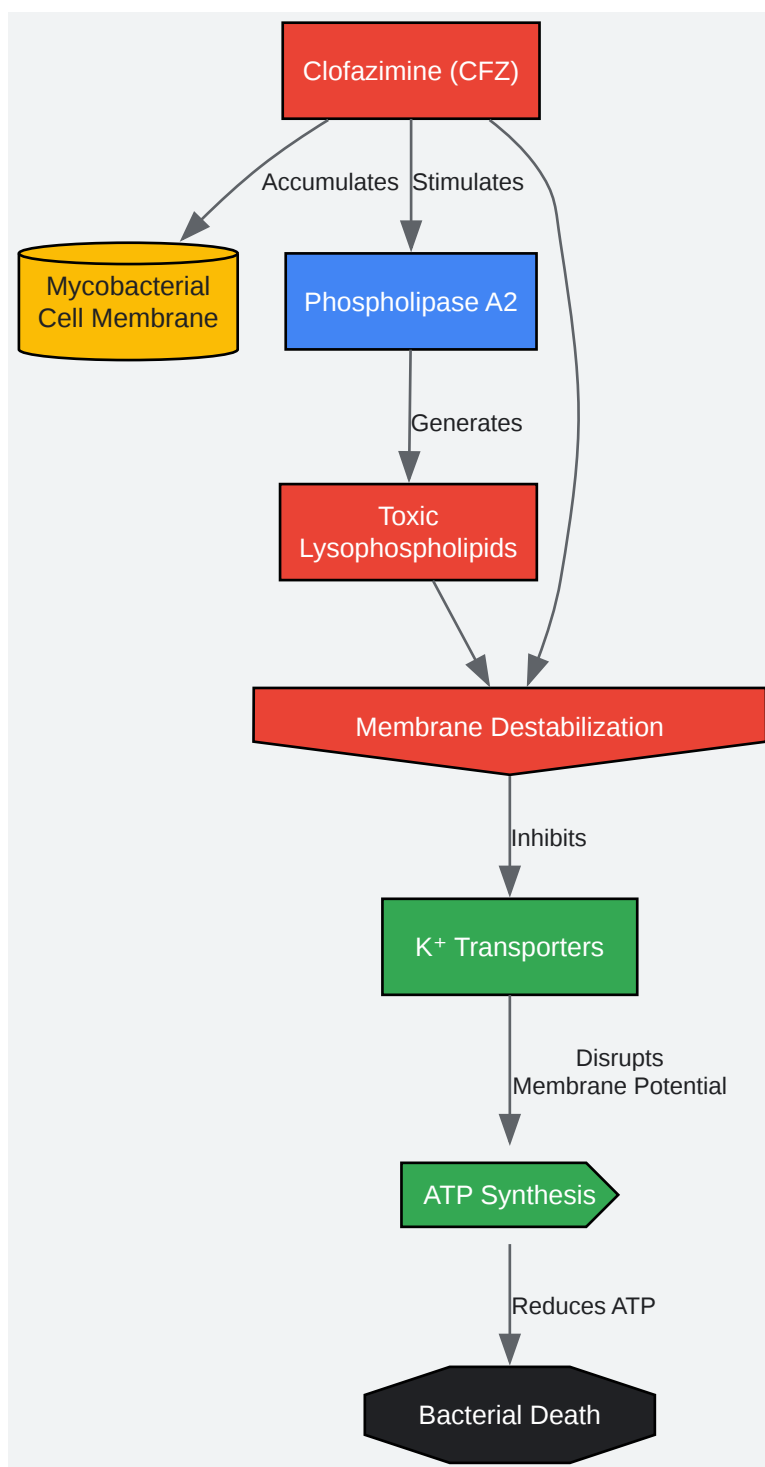 Clofazimine (CFZ)
Accumulates
Stimulates
Mycobacterial
Cell Membrane
Phospholipase A2
Generates
Toxic
Lysophospholipids
Membrane Destabilization
Inhibits
K⁺ Transporters
Disrupts
Membrane Potential
ATP Synthesis
Reduces ATP
Bacterial Death